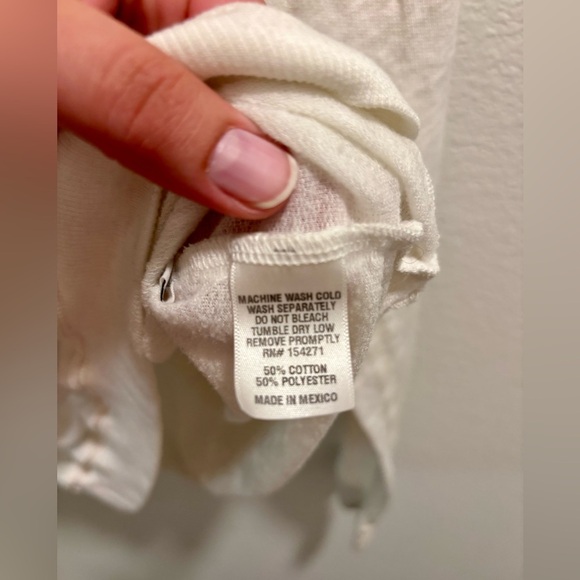 MACHINE WASH COLD
WASH SEPARATELY
DO NOT BLEACH
TUMBLE DRY LOW
REMOVE PROMPTLY
RN# 154271
50% COTTON
50% POLYESTER
MADE IN MEXICO